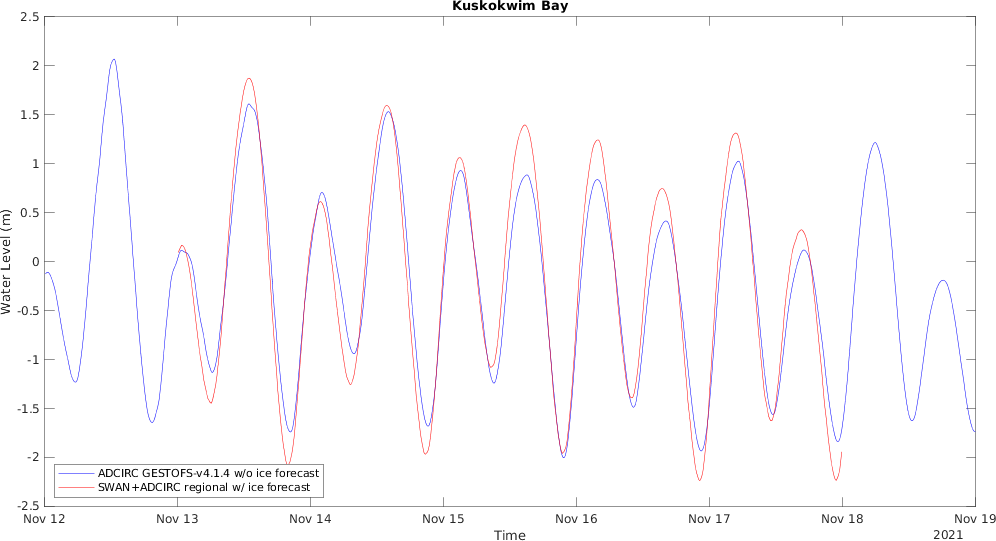 Kuskokwim Bay
2.5
2
1.5
1
0.5
0
-0.5
-1
-1.5
-2
-2.5
Water Level (m)
ADCIRC GESTOFS-v4.1.4 w/o ice forecast
SWAN+ADCIRC regional w/ ice forecast
Nov 12 Nov 13 Nov 14 Nov 15 Nov 16 Nov 17 Nov 18 Nov 19
Time
2021